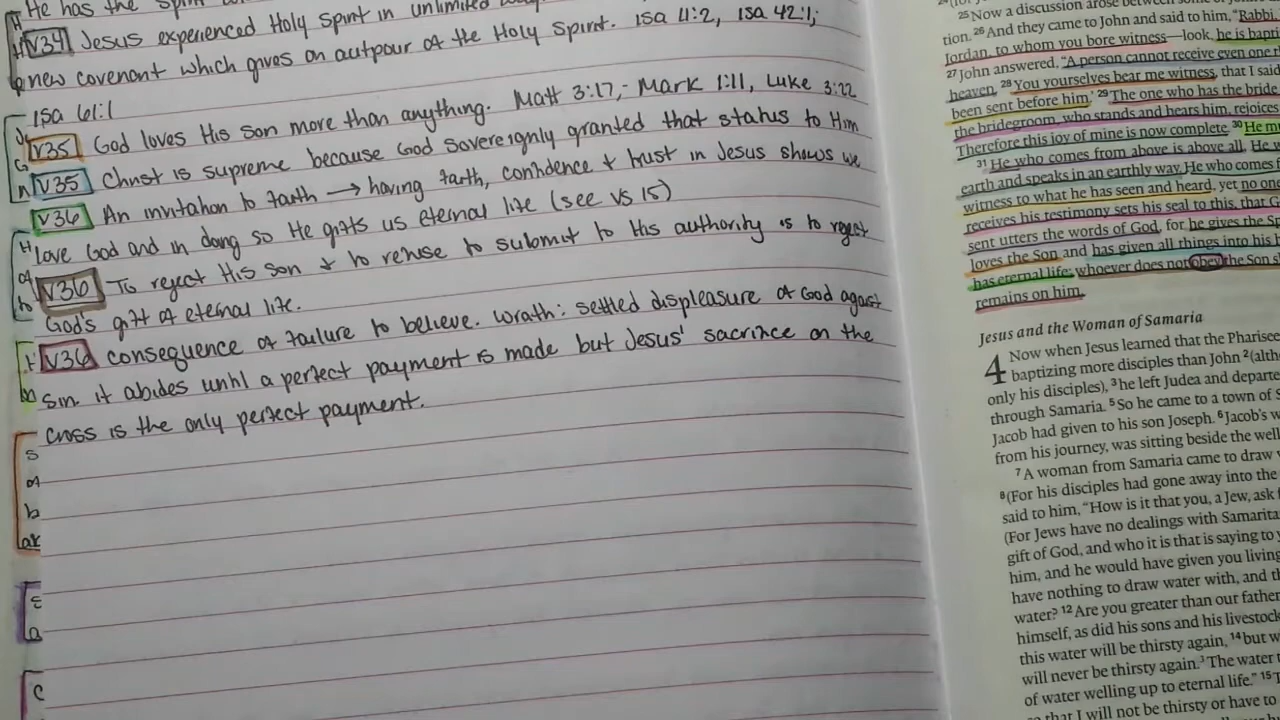 He has the Spirit
V34 Jesus experienced Holy Spirit in unlimited
new covenant which gives an outpour of the Holy Spirit. Isa 11:2, Isa 42:1,
Isa 61:1
V35 God loves His son more than anything. Matt 3:17, Mark 1:11, Luke 3:22
V35 Christ is supreme because God sovereignly granted that status to Him
V36 An invitation to faith → having faith, confidence + trust in Jesus shows we
love God and in doing so He gifts us eternal life (see vs 15)
V36 To reject His son + to refuse to submit to His authority is to reject
God's gift of eternal life.
V36 consequence of failure to believe. Wrath: settled displeasure of God against
sin. it abides until a perfect payment is made but Jesus' sacrifice on the
cross is the only perfect payment.
25 Now a discussion arose between some of
tion. 26 And they came to John and said to him, "Rabbi
Jordan, to whom you bore witness—look, he is bapti
27 John answered, "A person cannot receive even one
heaven. 28 You yourselves bear me witness, that I said
been sent before him.' 29 The one who has the bride
the bridegroom, who stands and hears him, rejoices
Therefore this joy of mine is now complete. 30 He m
31 He who comes from above is above all. He w
earth and speaks in an earthly way. He who comes f
witness to what he has seen and heard, yet no one
receives his testimony sets his seal to this, that G
sent utters the words of God, for he gives the Sp
loves the Son and has given all things into his h
has eternal life; whoever does not obey the Son s
remains on him.
Jesus and the Woman of Samaria
4 Now when Jesus learned that the Pharisee
baptizing more disciples than John 2 (alth
only his disciples), 3 he left Judea and departe
through Samaria. 5 So he came to a town of S
Jacob had given to his son Joseph. 6 Jacob's w
from his journey, was sitting beside the well
7 A woman from Samaria came to draw w
8 (For his disciples had gone away into the
said to him, "How is it that you, a Jew, ask
(For Jews have no dealings with Samarita
gift of God, and who it is that is saying to y
him, and he would have given you living
have nothing to draw water with, and th
water? 12 Are you greater than our father
himself, as did his sons and his livestock
this water will be thirsty again, 14 but w
will never be thirsty again. 3 The water t
of water welling up to eternal life." 15 T
that I will not be thirsty or have to